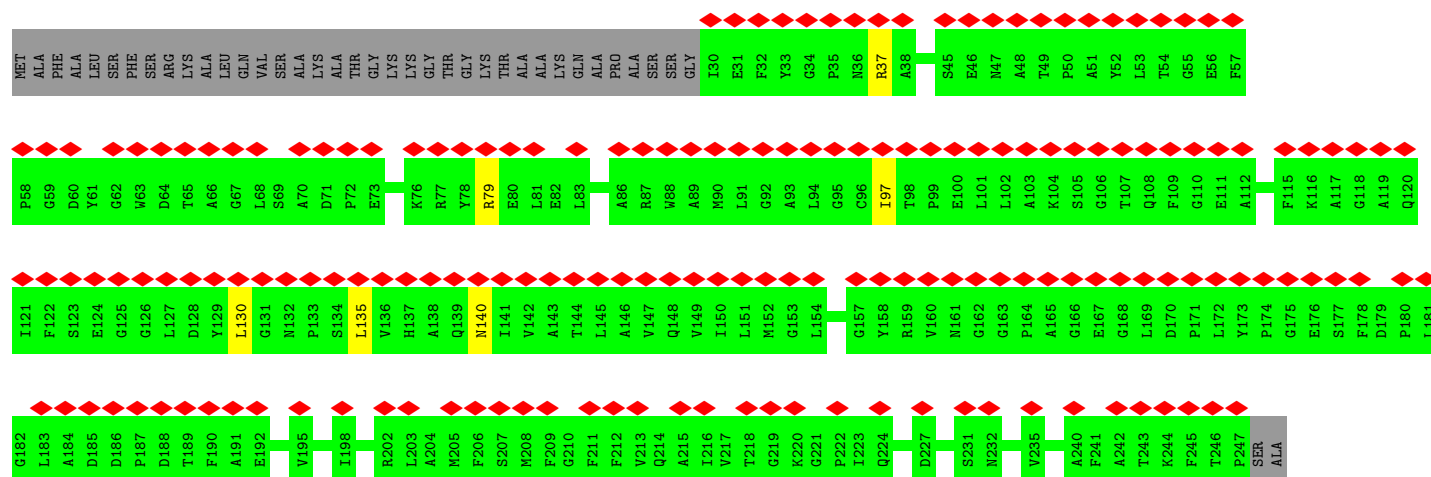 MET ALA PHE ALA LEU SER PHE SER ARG LYS ALA LEU GLN VAL SER ALA LYS ALA THR GLY LYS LYS GLY THR GLY LYS THR ALA ALA LYS GLN ALA PRO ALA SER SER GLY I30 E31 F32 Y33 G34 P35 N36 R37 A38 S45 E46 N47 A48 T49 P50 A51 Y52 L53 T54 G55 E56 F57
P58 G59 D60 Y61 G62 W63 D64 T65 A66 G67 L68 S69 A70 D71 P72 E73 K76 R77 Y78 R79 E80 L81 E82 L83 A86 R87 W88 A89 M90 L91 G92 A93 L94 G95 C96 I97 T98 P99 E100 L101 L102 A103 K104 S105 G106 T107 Q108 F109 G110 E111 A112 F115 K116 A117 G118 A119 Q120
I121 F122 S123 E124 G125 G126 L127 D128 Y129 L130 G131 N132 P133 S134 L135 V136 H137 A138 Q139 N140 I141 V142 A143 T144 L145 A146 V147 Q148 V149 I150 L151 M152 G153 L154 G157 Y158 R159 V160 N161 G162 G163 P164 A165 G166 E167 G168 L169 D170 P171 L172 Y173 P174 G175 E176 S177 F178 D179 P180 L181
G182 L183 A184 D185 D186 P187 D188 T189 F190 A191 E192 V195 I198 R202 L203 A204 M205 F206 S207 M208 F209 G210 F211 F212 V213 Q214 A215 I216 V217 T218 G219 K220 G221 P222 I223 Q224 D227 S231 N232 V235 A240 F241 A242 T243 K244 F245 T246 P247 SER ALA